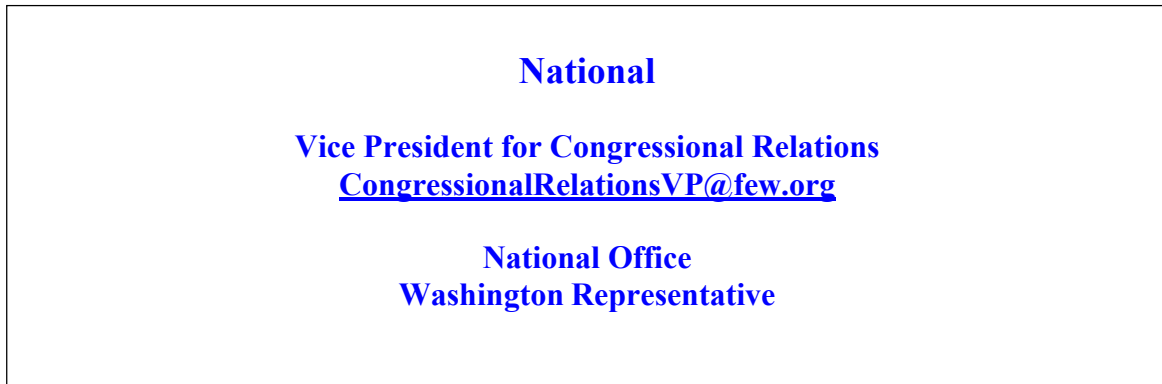 National
Vice President for Congressional Relations
CongressionalRelationsVP@few.org
National Office
Washington Representative